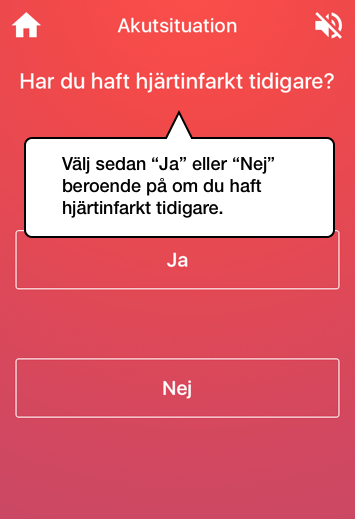 Akutsituation
Har du haft hjärtinfarkt tidigare?
Välj sedan “Ja” eller “Nej”
beroende på om du haft
hjärtinfarkt tidigare.
Ja
Nej